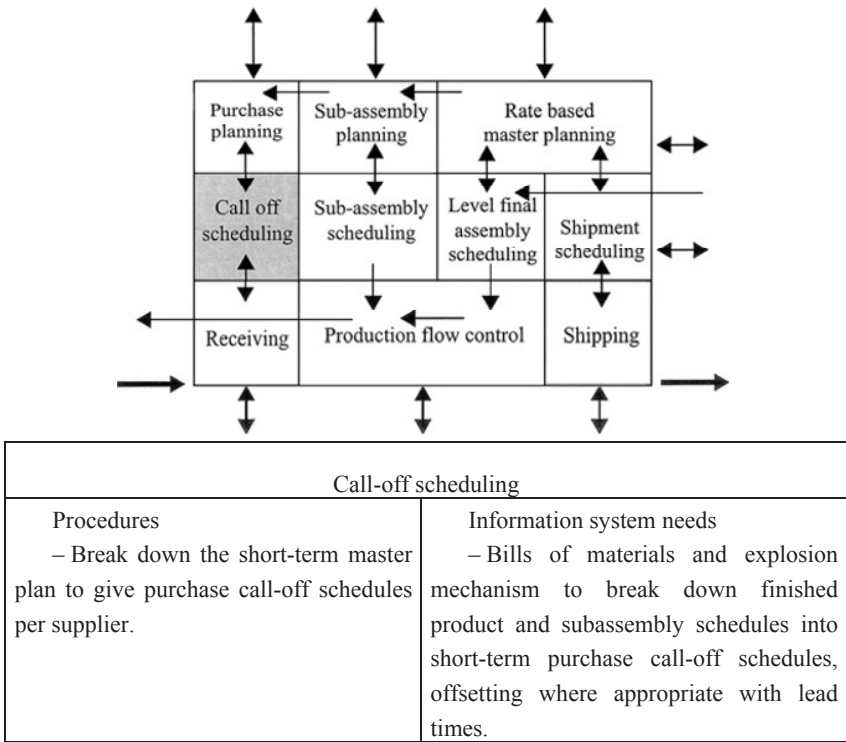 Purchase
planning
Sub-assembly
planning
Rate based
master planning
Call off
scheduling
Sub-assembly
scheduling
Level final
assembly
scheduling
Shipment
scheduling
Receiving
Production flow control
Shipping
Call-off scheduling
Procedures
– Break down the short-term master
plan to give purchase call-off schedules
per supplier.
Information system needs
– Bills of materials and explosion
mechanism to break down finished
product and subassembly schedules into
short-term purchase call-off schedules,
offsetting where appropriate with lead
times.